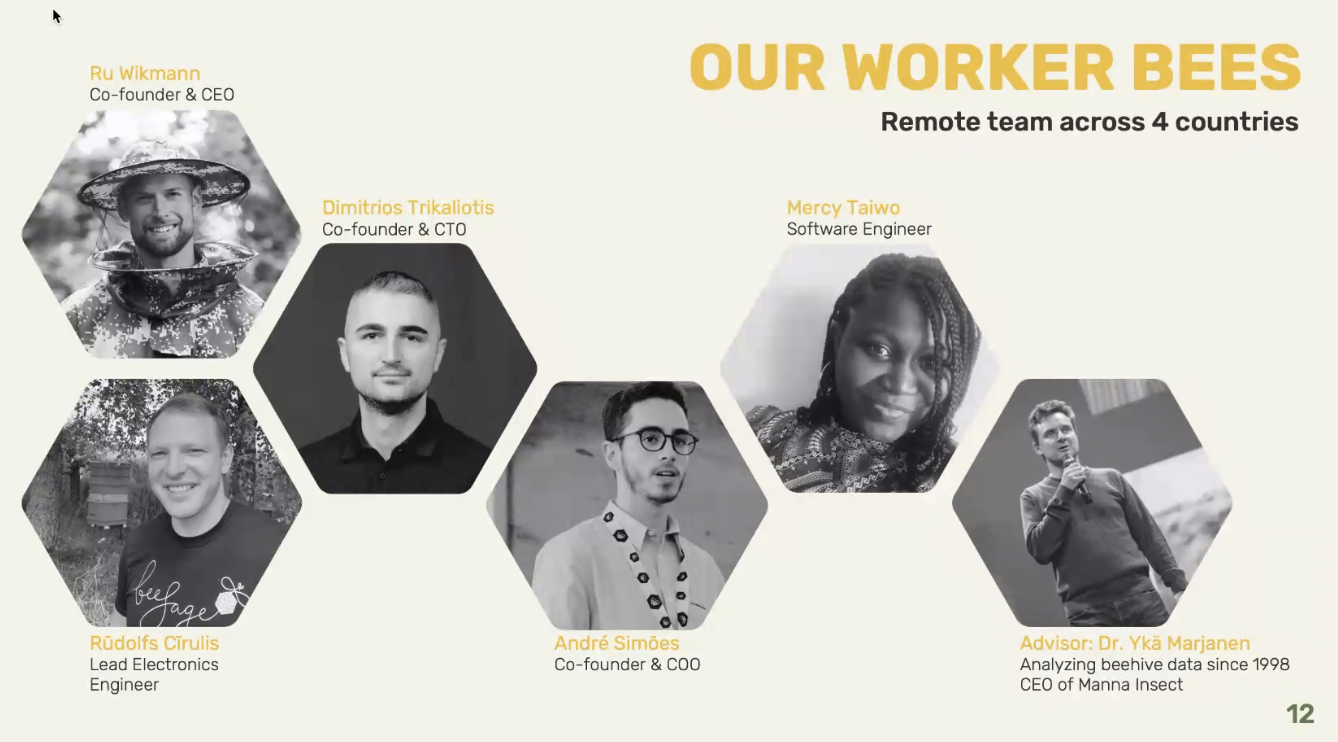 OUR WORKER BEES
Remote team across 4 countries
Ru Wikmann
Co-founder & CEO
Dimitrios Trikaliotis
Co-founder & CTO
Mercy Taiwo
Software Engineer
beefage
Rūdolfs Cīrulis
Lead Electronics
Engineer
André Simões
Co-founder & COO
Advisor: Dr. Ykä Marjanen
Analyzing beehive data since 1998
CEO of Manna Insect
12